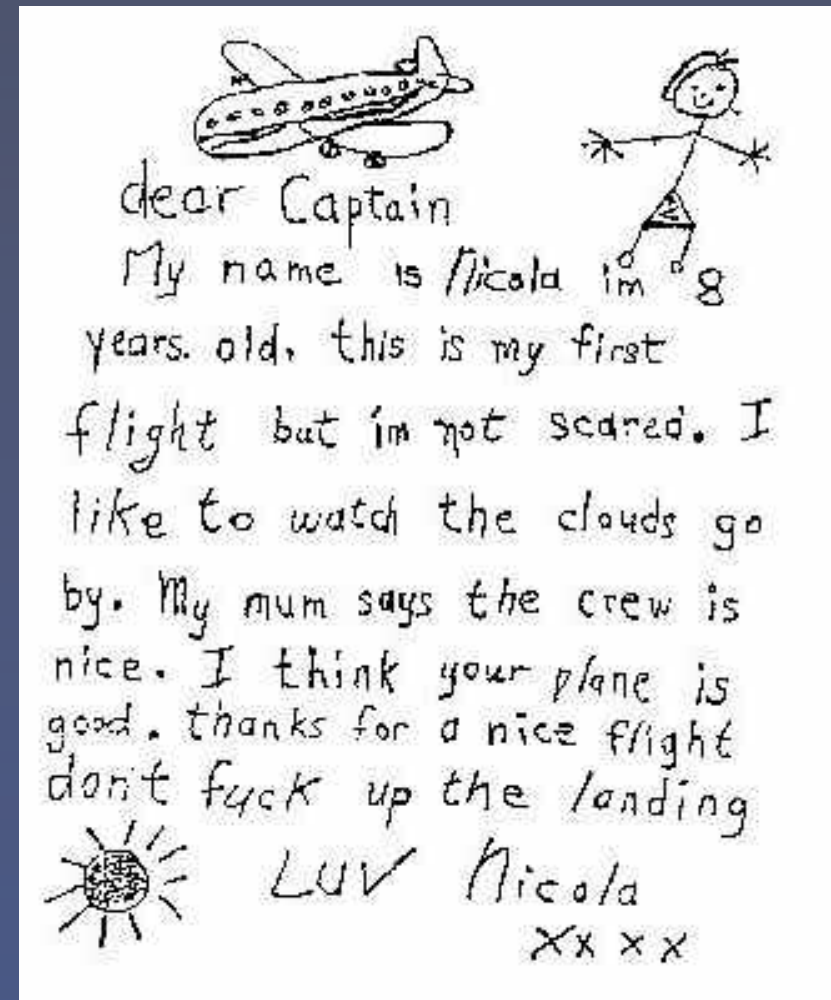 dear Captain
My name is Nicola im 8
years. old, this is my first
flight but im not scared. I
like to watch the clouds go
by. My mum says the crew is
nice. I think your plane is
good. thanks for a nice flight
don't fuck up the landing
LUV Nicola
xx x x